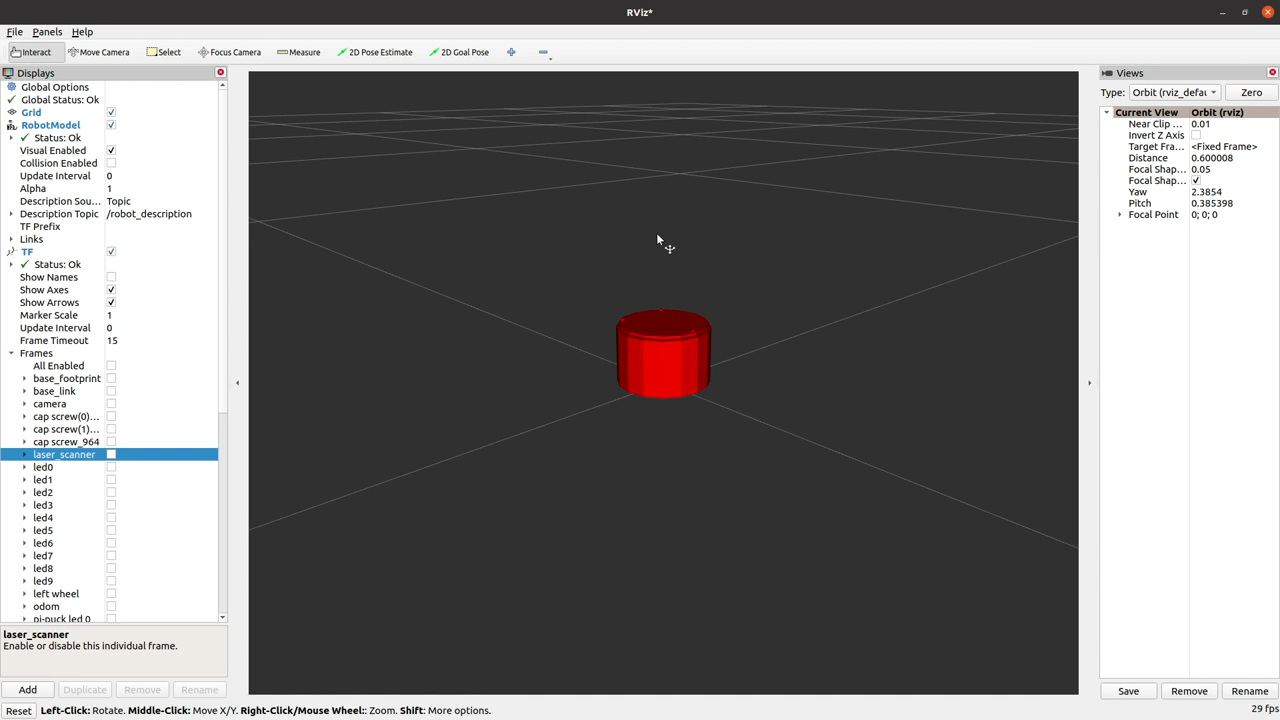 RViz*
File Panels Help
Interact Move Camera Select Focus Camera Measure 2D Pose Estimate 2D Goal Pose
Displays
Global Options
Global Status: Ok
Grid
RobotModel
Status: Ok
Visual Enabled
Collision Enabled
Update Interval 0
Alpha 1
Description Sou... Topic
Description Topic /robot_description
TF Prefix
Links
TF
Status: Ok
Show Names
Show Axes
Show Arrows
Marker Scale 1
Update Interval 0
Frame Timeout 15
Frames
All Enabled
base_footprint
base_link
camera
cap screw(0)...
cap screw(1)...
cap screw_964
laser_scanner
led0
led1
led2
led3
led4
led5
led6
led7
led8
led9
left wheel
odom
pi-puck led 0
laser_scanner
Enable or disable this individual frame.
Add Duplicate Remove Rename
Reset Left-Click: Rotate. Middle-Click: Move X/Y. Right-Click/Mouse Wheel:: Zoom. Shift: More options.
Views
Type: Orbit (rviz_defau Zero
Current View Orbit (rviz)
Near Clip ... 0.01
Invert Z Axis
Target Fra... <Fixed Frame>
Distance 0.600008
Focal Shap... 0.05
Focal Shap...
Yaw 2.3854
Pitch 0.385398
Focal Point 0; 0; 0
Save Remove Rename
29 fps